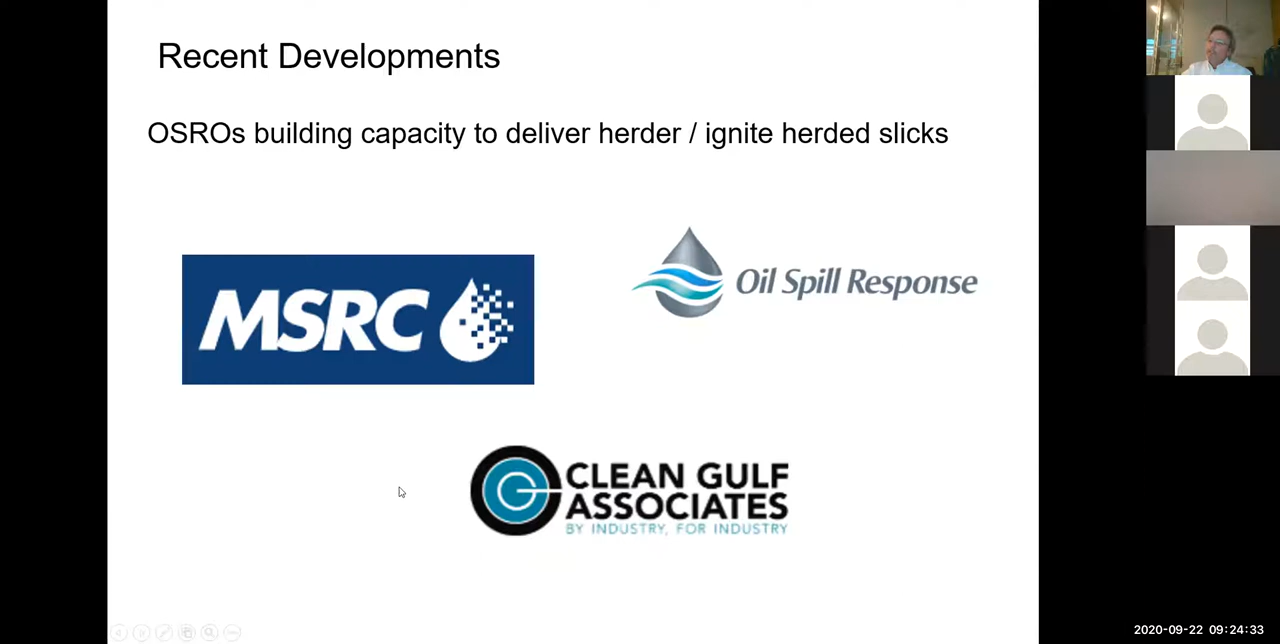 Recent Developments
OSROs building capacity to deliver herder / ignite herded slicks
MSRC
Oil Spill Response
CLEAN GULF
ASSOCIATES
BY INDUSTRY, FOR INDUSTRY
2020-09-22 09:24:33